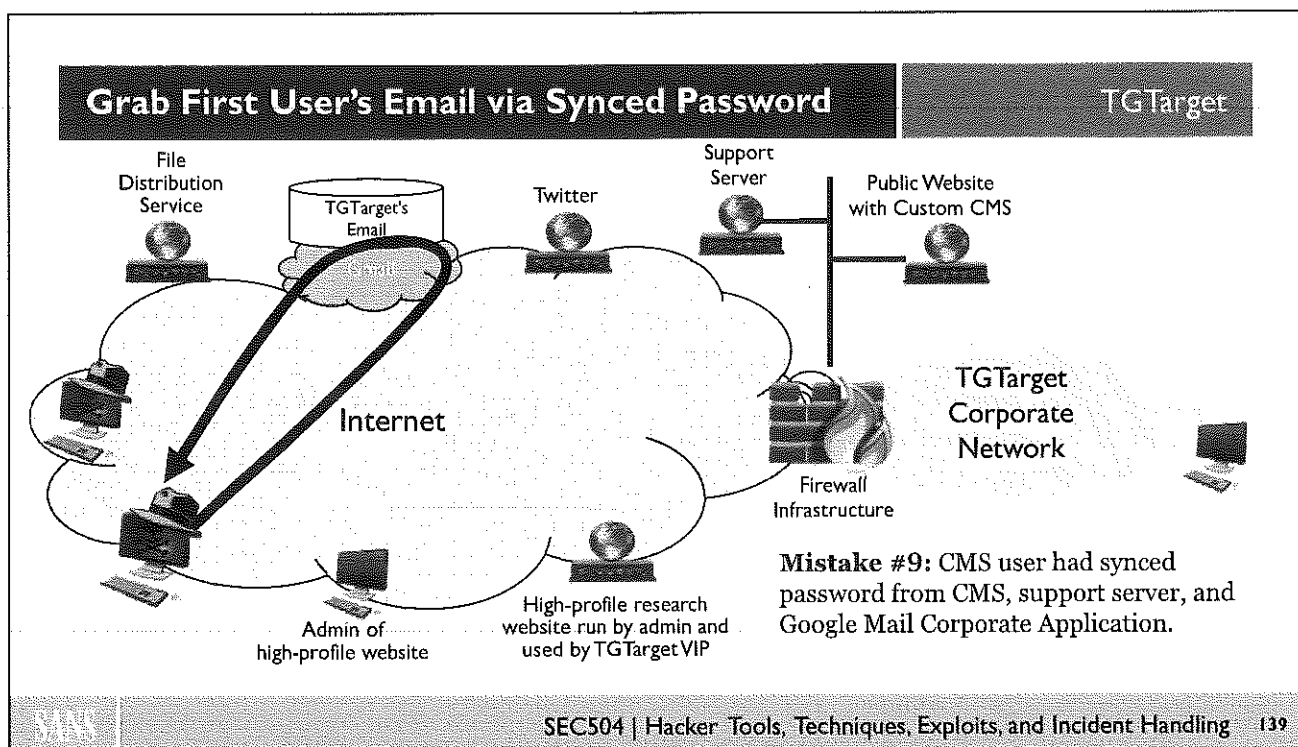 Grab First User's Email via Synced Password
TGTarget
File
Distribution
Service
TGTarget's
Email
Gmail
Twitter
Support
Server
Public Website
with Custom CMS
Internet
TGTarget
Corporate
Network
Firewall
Infrastructure
Admin of
high-profile website
High-profile research
website run by admin and
used by TGTarget VIP
Mistake #9: CMS user had synced
password from CMS, support server, and
Google Mail Corporate Application.
SANS
SEC504 | Hacker Tools, Techniques, Exploits, and Incident Handling 139